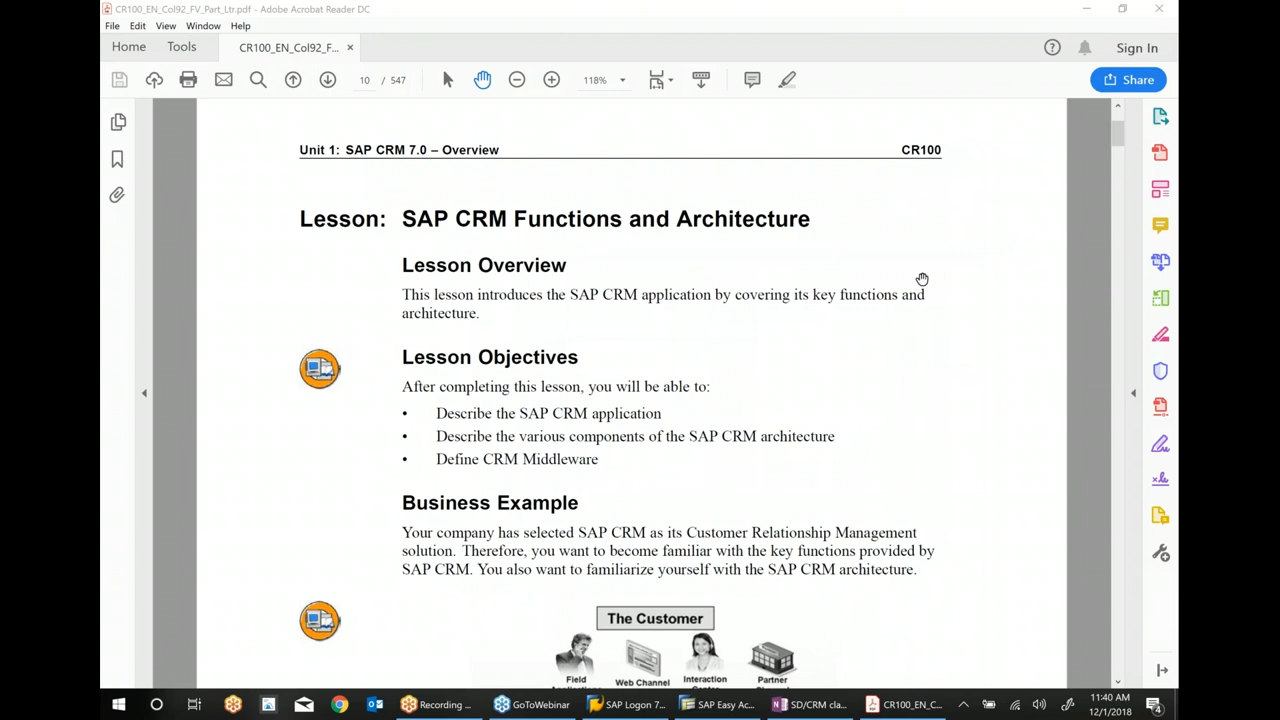 CR100_EN_Col92_FV_Part_Ltr.pdf - Adobe Acrobat Reader DC
File Edit View Window Help
Home Tools CR100_EN_Col92_F... × Sign In
10 / 547 118% Share
Unit 1: SAP CRM 7.0 – Overview CR100
Lesson: SAP CRM Functions and Architecture
Lesson Overview
This lesson introduces the SAP CRM application by covering its key functions and
architecture.
Lesson Objectives
After completing this lesson, you will be able to:
• Describe the SAP CRM application
• Describe the various components of the SAP CRM architecture
• Define CRM Middleware
Business Example
Your company has selected SAP CRM as its Customer Relationship Management
solution. Therefore, you want to become familiar with the key functions provided by
SAP CRM. You also want to familiarize yourself with the SAP CRM architecture.
The Customer
Field Web Channel Interaction Partner
Recording ... GoToWebinar SAP Logon 7... SAP Easy Ac... SD/CRM cla... CR100_EN_C...
11:40 AM
12/1/2018
4